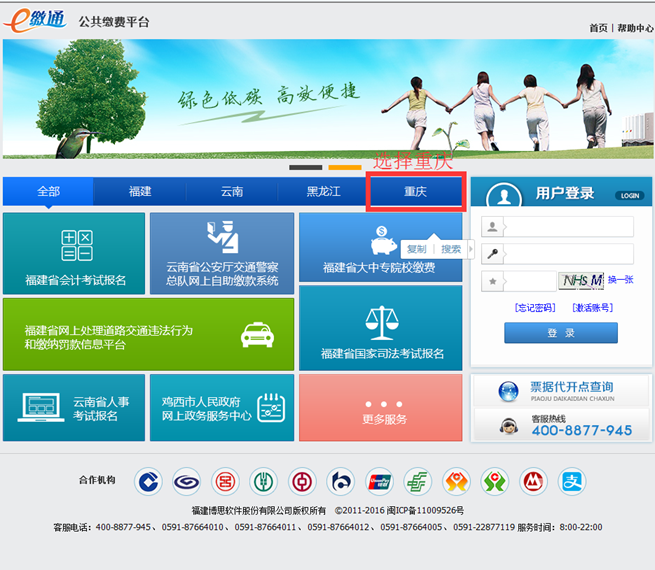 e缴通 公共缴费平台
首页 | 帮助中心
绿色低碳 高效便捷
选择重庆
全部 福建 云南 黑龙江 重庆
用户登录 LOGIN
福建省会计考试报名
云南省公安厅交通警察
总队网上自助缴款系统
福建省大中专院校缴费
复制 | 搜索
NHs M 换一张
[忘记密码] [激活账号]
登 录
福建省网上处理道路交通违法行为
和缴纳罚款信息平台
福建省国家司法考试报名
云南省人事
考试报名
鸡西市人民政府
网上政务服务中心
更多服务
票据代开点查询
PIAOJU DAIKAIDIAN CHAXUN
客服热线
400-8877-945
合作机构
UnionPay 银联
支
福建博思软件股份有限公司版权所有 ©2011-2016 闽ICP备11009526号
客服电话：400-8877-945、0591-87664010、0591-87664011、0591-87664012、0591-87664005、0591-22877119 服务时间：8:00-22:00